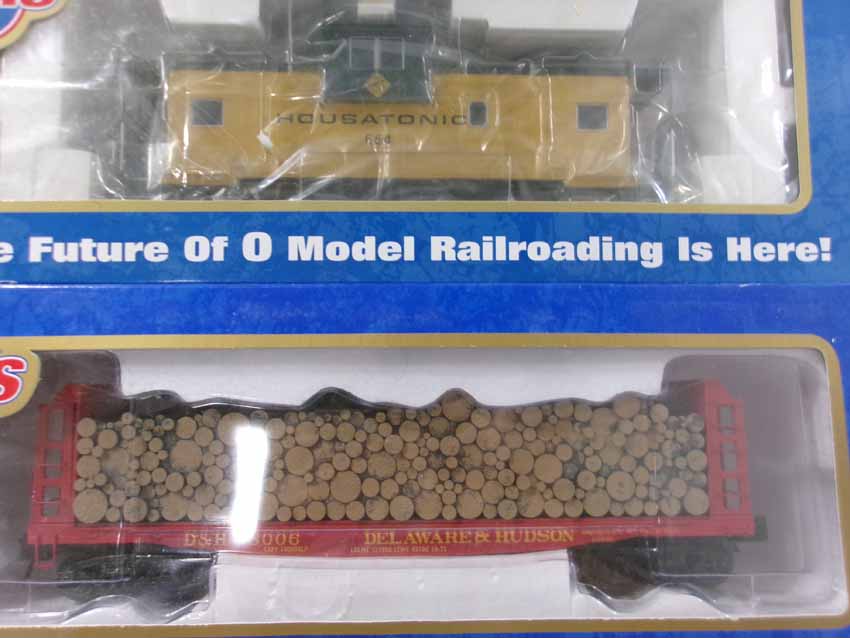 HOUSATONIC
e Future Of O Model Railroading Is Here!
S
D&H
DELAWARE & HUDSON